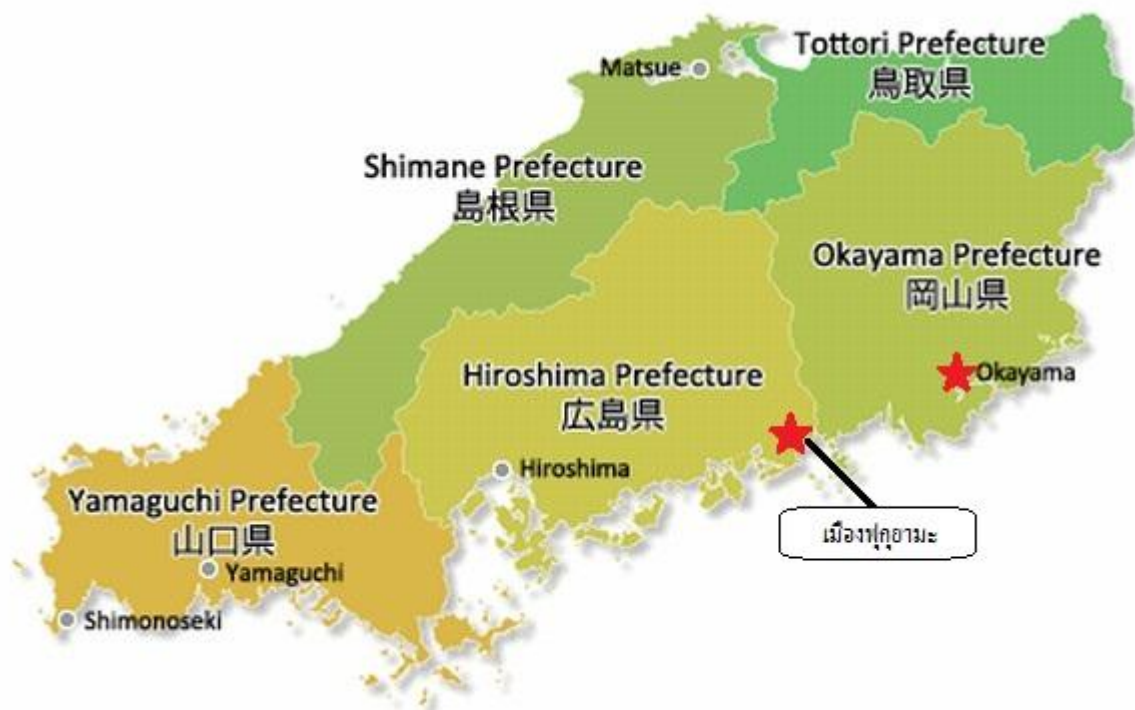 Tottori Prefecture
鳥取県
Matsue
Shimane Prefecture
島根県
Okayama Prefecture
岡山県
Okayama
Hiroshima Prefecture
広島県
Hiroshima
เมืองฟุกุยามะ
Yamaguchi Prefecture
山口県
Yamaguchi
Shimonoseki